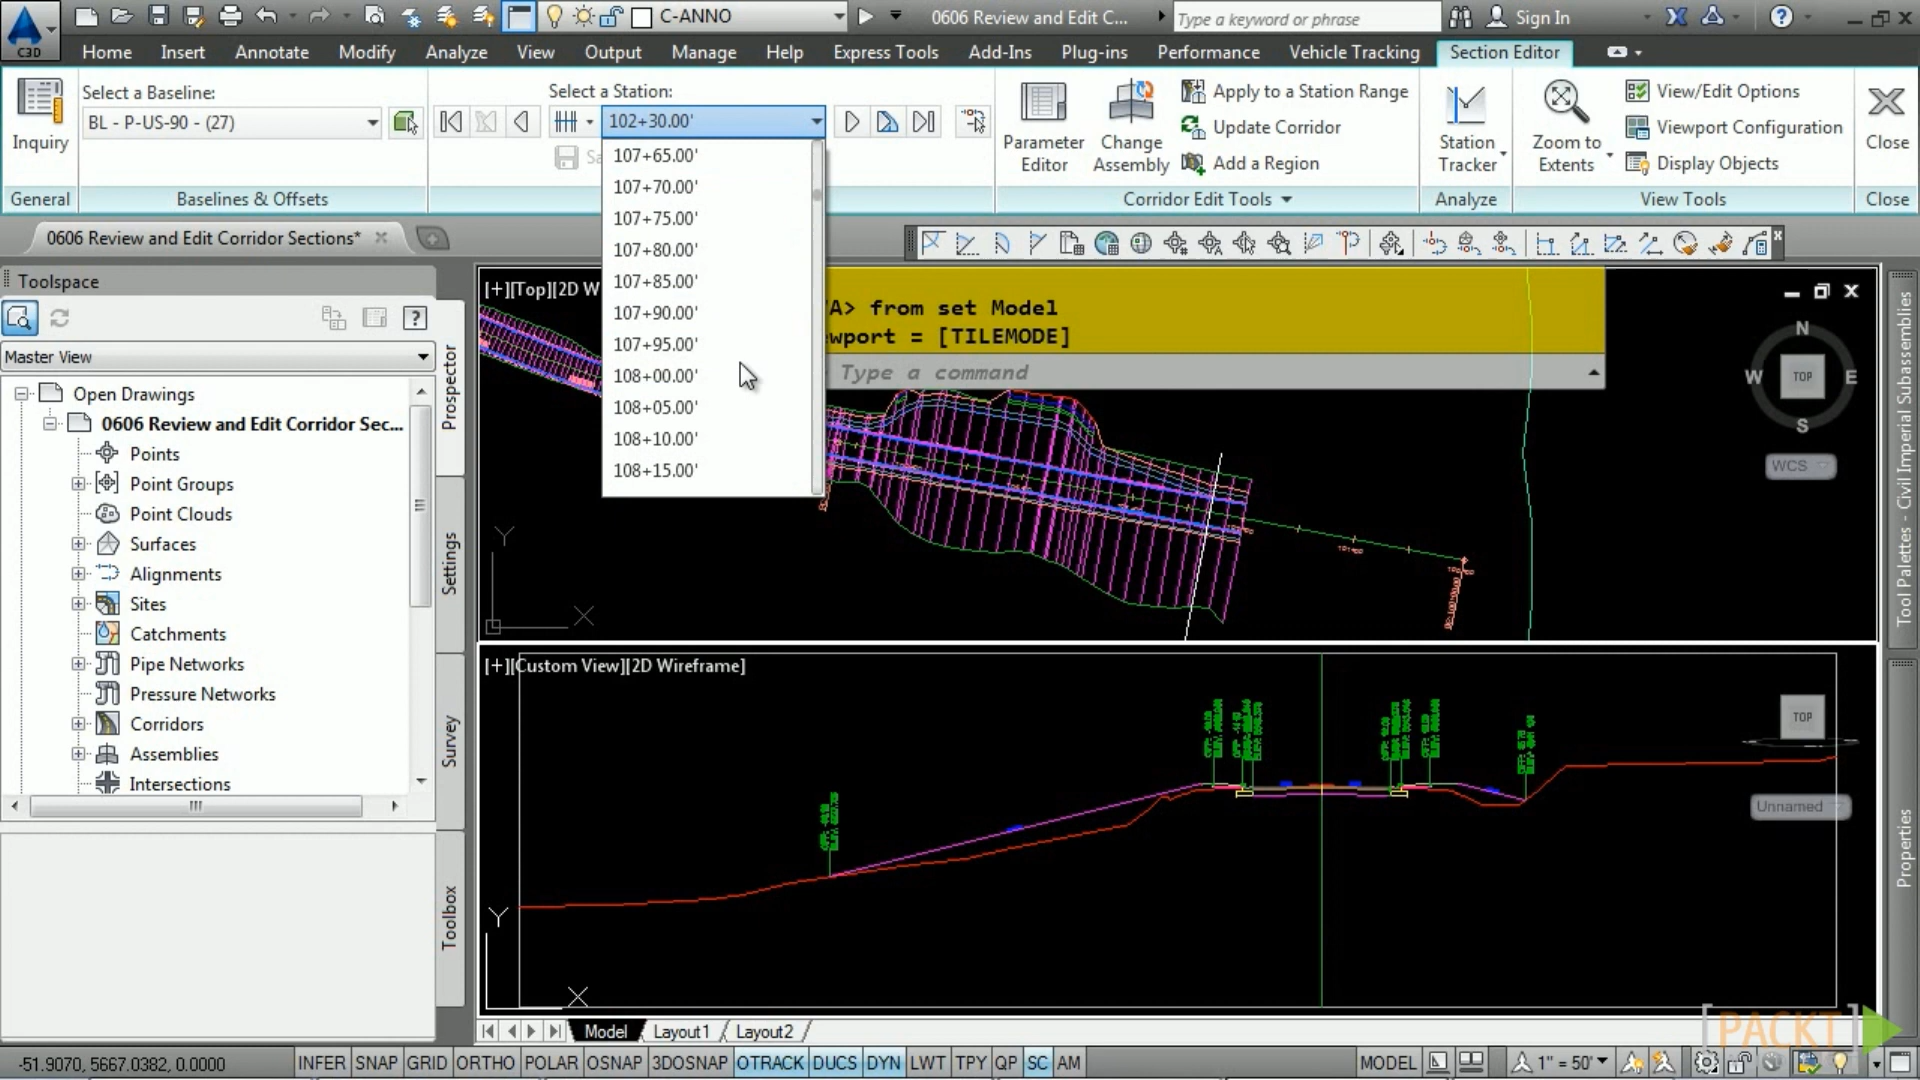 C-ANNO
0606 Review and Edit C...
Type a keyword or phrase
Sign In
C3D
Home
Insert
Annotate
Modify
Analyze
View
Output
Manage
Help
Express Tools
Add-Ins
Plug-ins
Performance
Vehicle Tracking
Section Editor
Inquiry
Select a Baseline:
BL - P-US-90 - (27)
Select a Station:
102+30.00'
Parameter
Editor
Change
Assembly
Apply to a Station Range
Update Corridor
Add a Region
Station
Tracker
Zoom to
Extents
View/Edit Options
Viewport Configuration
Display Objects
Close
General
Baselines & Offsets
Corridor Edit Tools
Analyze
View Tools
Close
107+65.00'
107+70.00'
107+75.00'
107+80.00'
107+85.00'
107+90.00'
107+95.00'
108+00.00'
108+05.00'
108+10.00'
108+15.00'
0606 Review and Edit Corridor Sections*
Toolspace
Master View
Open Drawings
0606 Review and Edit Corridor Sec...
Points
Point Groups
Point Clouds
Surfaces
Alignments
Sites
Catchments
Pipe Networks
Pressure Networks
Corridors
Assemblies
Intersections
Prospector
Settings
Survey
Toolbox
[+][Top][2D W
A> from set Model
ewport = [TILEMODE]
Type a command
N
W
TOP
E
S
WCS
Y
X
[+][Custom View][2D Wireframe]
TOP
Unnamed
Y
X
Tool Palettes - Civil Imperial Subassemblies
Properties
Model
Layout1
Layout2
[PACKT]
-51.9070, 5667.0382, 0.0000
INFER
SNAP
GRID
ORTHO
POLAR
OSNAP
3DOSNAP
OTRACK
DUCS
DYN
LWT
TPY
QP
SC
AM
MODEL
1" = 50'